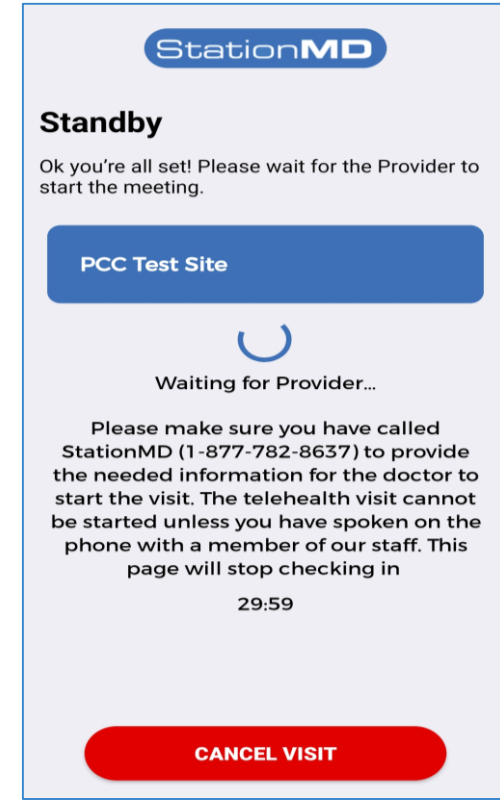 StationMD
Standby
Ok you’re all set! Please wait for the Provider to
start the meeting.
PCC Test Site
Waiting for Provider...
Please make sure you have called
StationMD (1-877-782-8637) to provide
the needed information for the doctor to
start the visit. The telehealth visit cannot
be started unless you have spoken on the
phone with a member of our staff. This
page will stop checking in
29:59
CANCEL VISIT